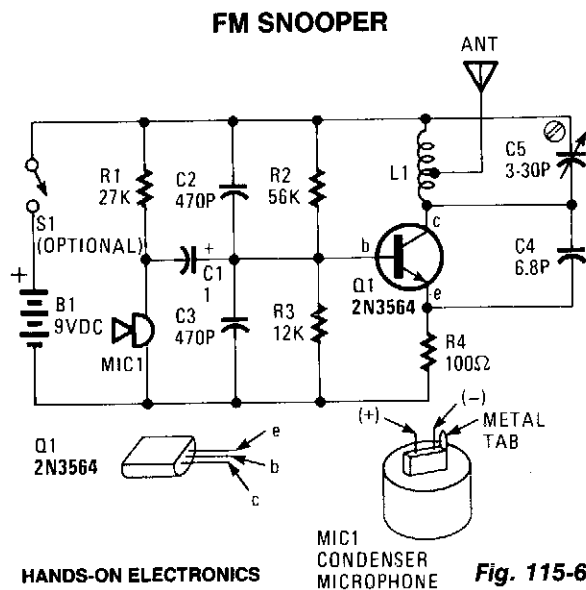 FM SNOOPER
ANT
R1
27K
C2
470P
R2
56K
L1
C5
3-30P
S1
(OPTIONAL)
+
C1
1
b
c
e
Q1
2N3564
C4
6.8P
+
B1
9VDC
MIC1
C3
470P
R3
12K
R4
100Ω
Q1
2N3564
e
b
c
(+)
(−)
METAL
TAB
MIC1
CONDENSER
MICROPHONE
HANDS-ON ELECTRONICS
Fig. 115-6